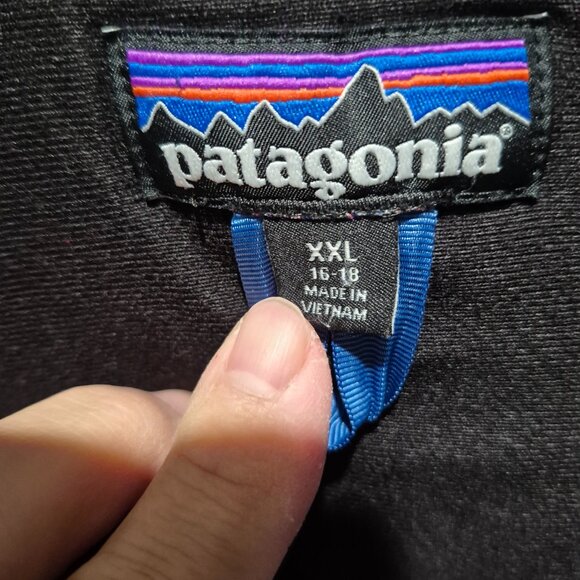 patagonia®
XXL
16-18
MADE IN
VIETNAM